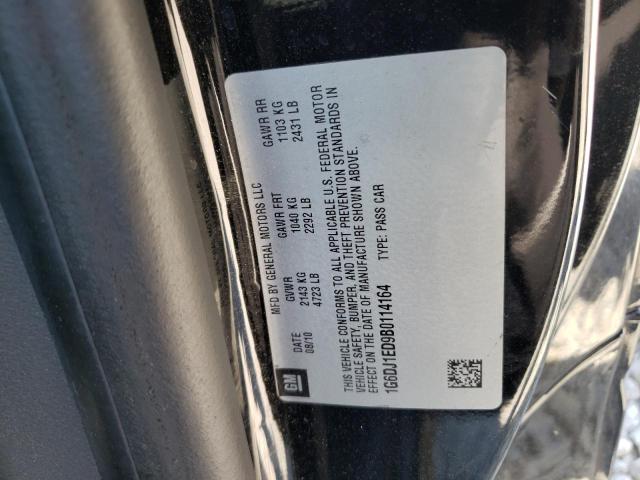 GM
MFD BY GENERAL MOTORS LLC
DATE GVWR GAWR FRT GAWR RR
08/10 2143 KG 1040 KG 1103 KG
4723 LB 2292 LB 2431 LB
THIS VEHICLE CONFORMS TO ALL APPLICABLE U.S. FEDERAL MOTOR
VEHICLE SAFETY, BUMPER, AND THEFT PREVENTION STANDARDS IN
EFFECT ON THE DATE OF MANUFACTURE SHOWN ABOVE.
1G6DJ1ED9B0114164 TYPE: PASS CAR